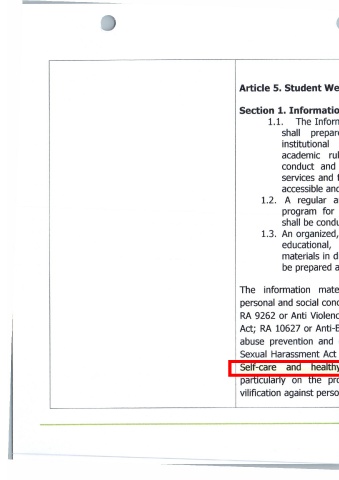 Article 5. Student We
Section 1. Informatio
1.1. The Inforn
shall prepare
institutional
academic rul
conduct and
services and f
accessible and
1.2. A regular a
program for
shall be condu
1.3. An organized,
educational,
materials in d
be prepared a
The information mate
personal and social cond
RA 9262 or Anti Violenc
Act; RA 10627 or Anti-B
abuse prevention and
Sexual Harassment Act
Self-care and healthy
particularly on the pro
vilification against perso